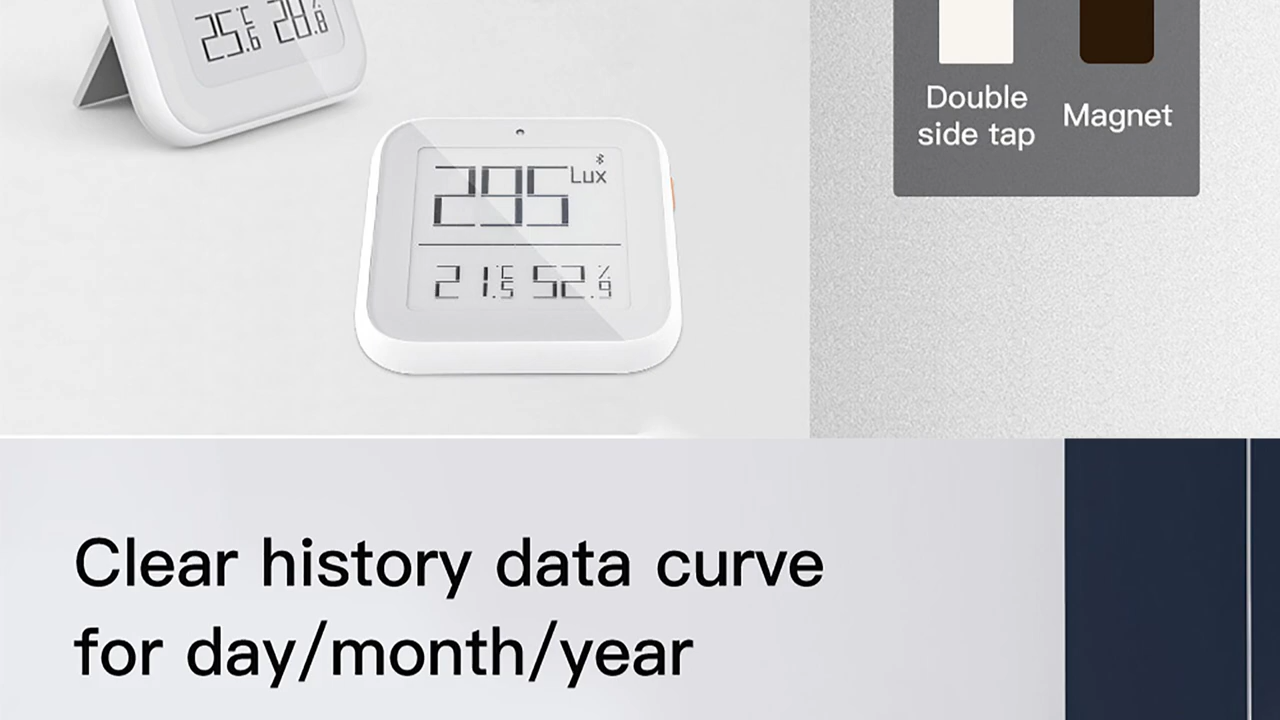 25.6 ℃ 28.8 %
Double
side tap
Magnet
295 Lux
21.5 ℃ 52.9 %
Clear history data curve
for day/month/year